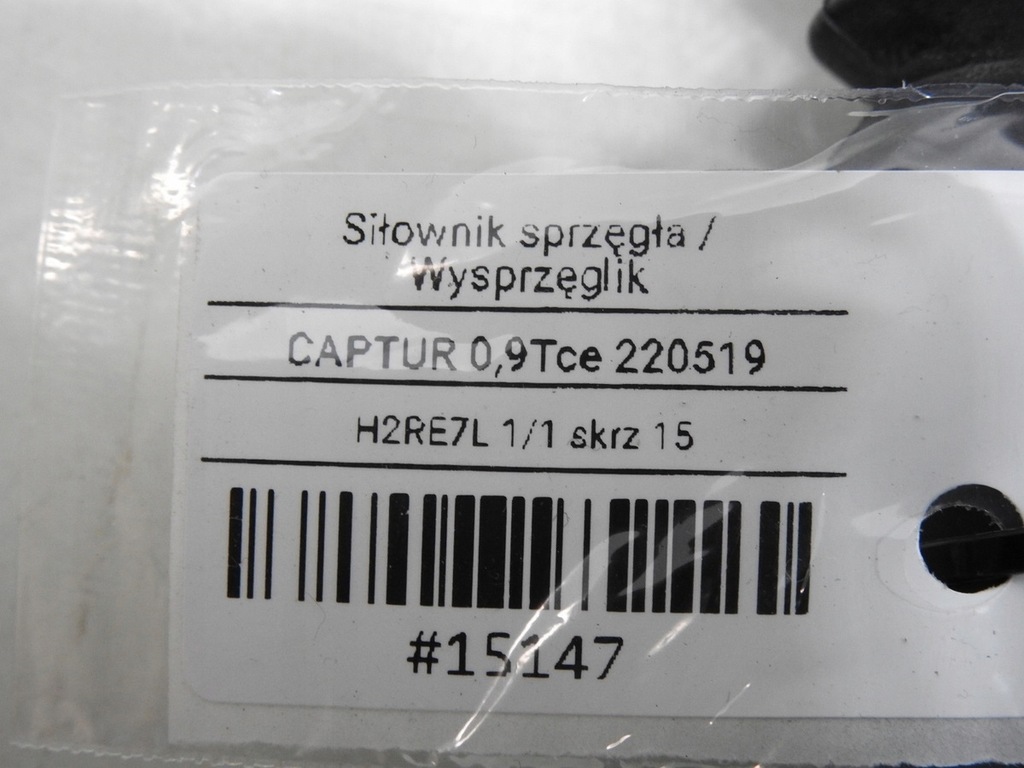 Siłownik sprzęgła /
Wysprzęglik
CAPTUR 0,9Tce 220519
H2RE7L 1/1 skrz 15
#15147